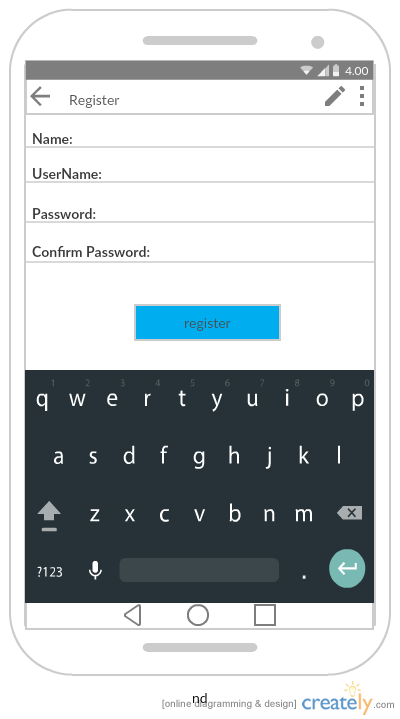 4.00
Register
Name:
UserName:
Password:
Confirm Password:
register
1 2 3 4 5 6 7 8 9 0
q w e r t y u i o p
a s d f g h j k l
z x c v b n m
?123 .
nd
[online diagramming & design] creately.com